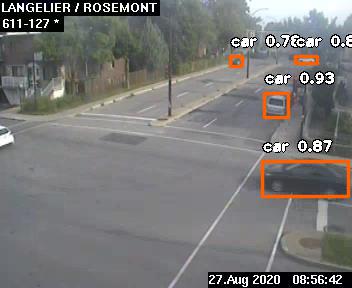 LANGELIER / ROSEMONT
611-127 *
car 0.78 car 0.8
car 0.93
car 0.87
27.Aug 2020 08:56:42